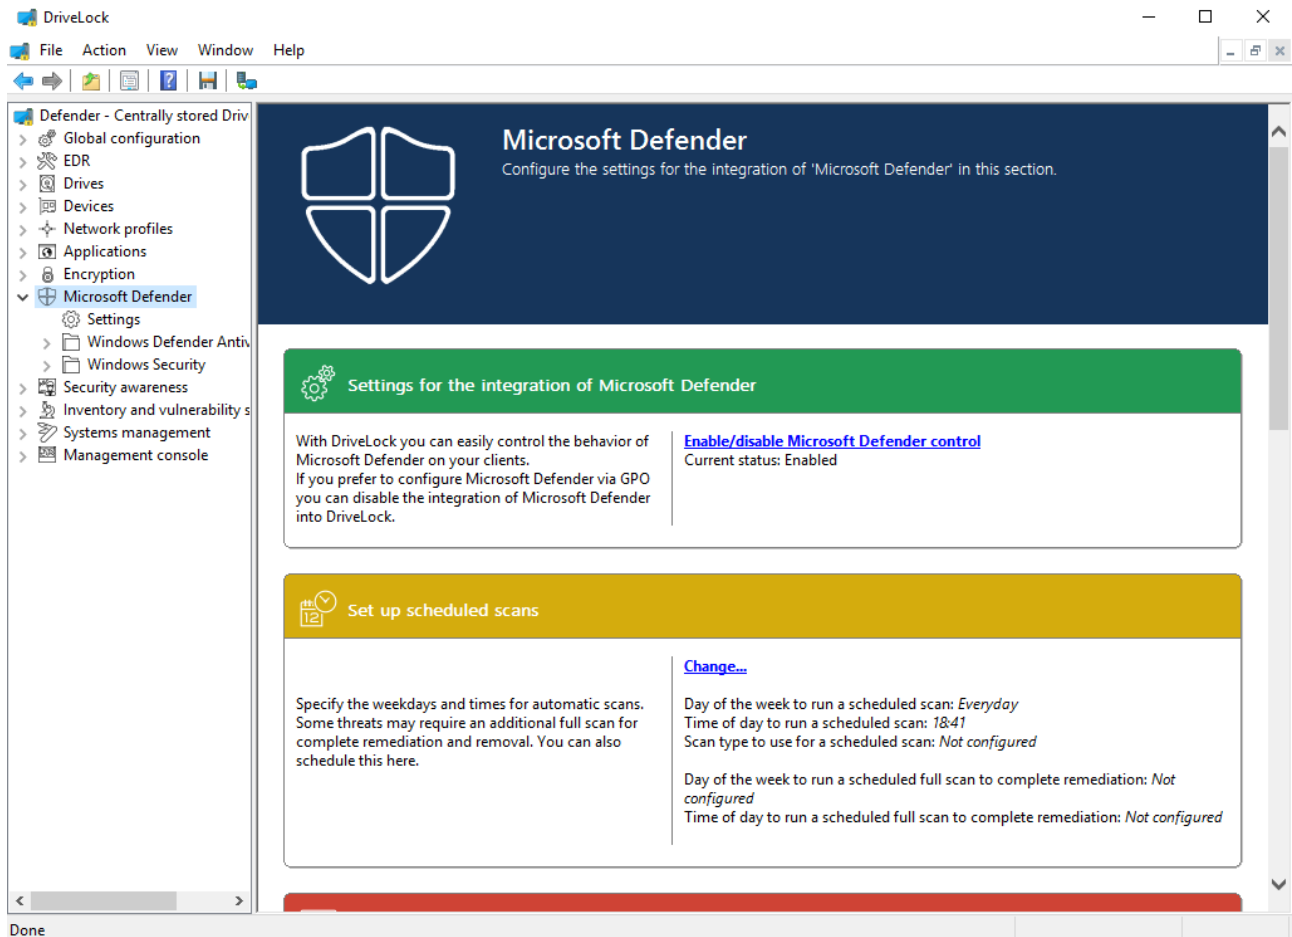 DriveLock
File Action View Window Help
Defender - Centrally stored Driv
Global configuration
EDR
Drives
Devices
Network profiles
Applications
Encryption
Microsoft Defender
Settings
Windows Defender Antiv
Windows Security
Security awareness
Inventory and vulnerability s
Systems management
Management console
Microsoft Defender
Configure the settings for the integration of 'Microsoft Defender' in this section.
Settings for the integration of Microsoft Defender
With DriveLock you can easily control the behavior of
Microsoft Defender on your clients.
If you prefer to configure Microsoft Defender via GPO
you can disable the integration of Microsoft Defender
into DriveLock.
Enable/disable Microsoft Defender control
Current status: Enabled
12
Set up scheduled scans
Specify the weekdays and times for automatic scans.
Some threats may require an additional full scan for
complete remediation and removal. You can also
schedule this here.
Change...
Day of the week to run a scheduled scan: Everyday
Time of day to run a scheduled scan: 18:41
Scan type to use for a scheduled scan: Not configured
Day of the week to run a scheduled full scan to complete remediation: Not
configured
Time of day to run a scheduled full scan to complete remediation: Not configured
Done